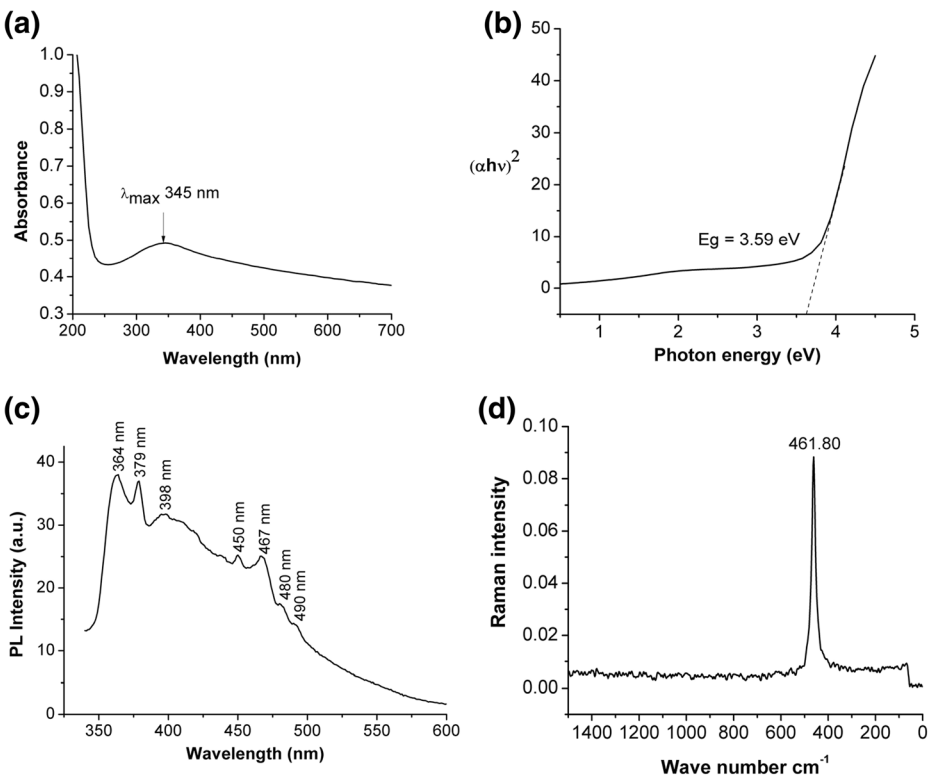 (a)
1.0
0.9
0.8
0.7
0.6
0.5
0.4
0.3
Absorbance
λmax 345 nm
200 300 400 500 600 700
Wavelength (nm)
(b)
50
40
30
20
10
0
(αhν)2
Eg = 3.59 eV
1 2 3 4 5
Photon energy (eV)
(c)
40
30
20
10
0
PL Intensity (a.u.)
364 nm
379 nm
398 nm
450 nm
467 nm
480 nm
490 nm
350 400 450 500 550 600
Wavelength (nm)
(d)
0.10
0.08
0.06
0.04
0.02
0.00
Raman intensity
461.80
1400 1200 1000 800 600 400 200 0
Wave number cm-1